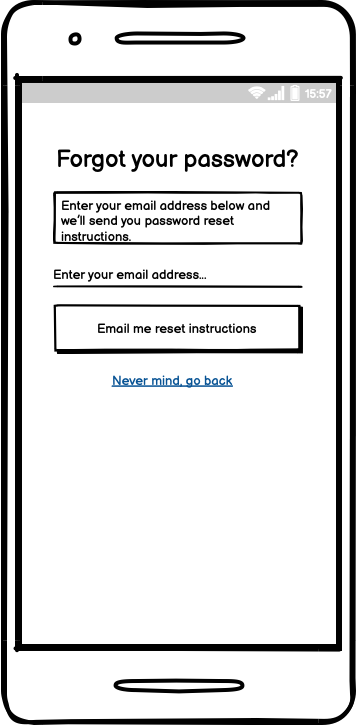 15:57
Forgot your password?
Enter your email address below and
we'll send you password reset
instructions.
Enter your email address...
Email me reset instructions
Never mind, go back